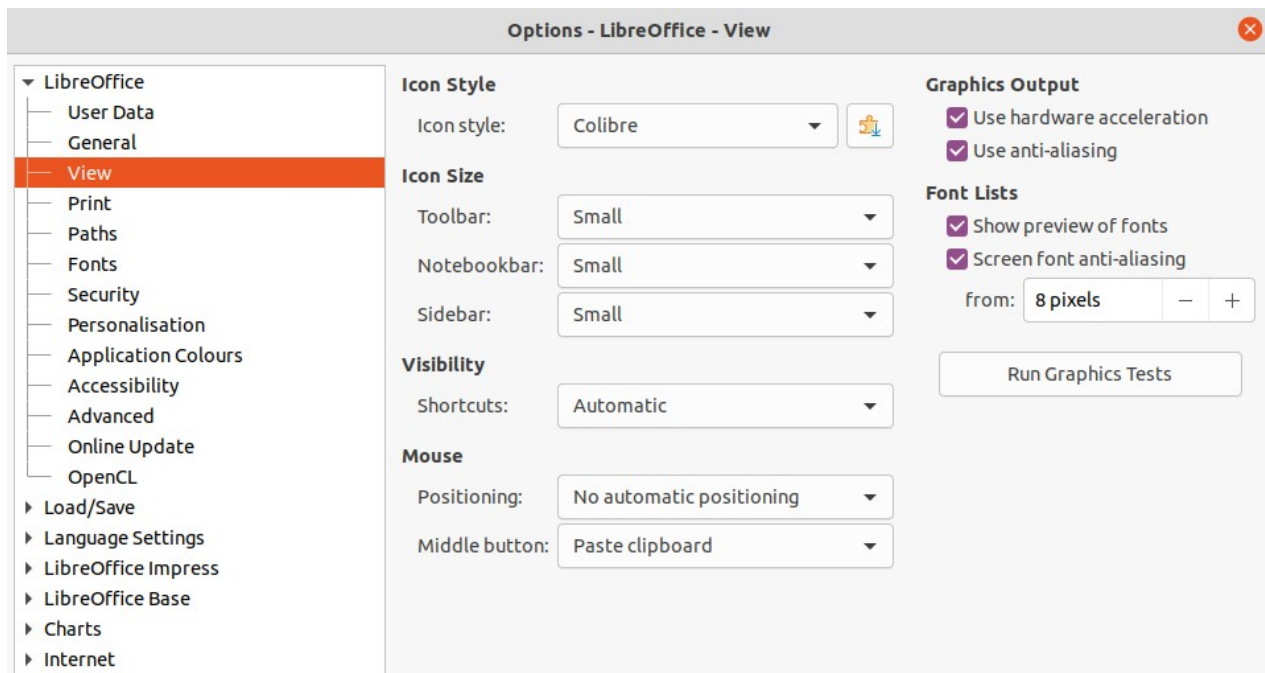 Options - LibreOffice - View
LibreOffice
User Data
General
View
Print
Paths
Fonts
Security
Personalisation
Application Colours
Accessibility
Advanced
Online Update
OpenCL
Load/Save
Language Settings
LibreOffice Impress
LibreOffice Base
Charts
Internet
Icon Style
Icon style: Colibre
Icon Size
Toolbar: Small
Notebookbar: Small
Sidebar: Small
Visibility
Shortcuts: Automatic
Mouse
Positioning: No automatic positioning
Middle button: Paste clipboard
Graphics Output
Use hardware acceleration
Use anti-aliasing
Font Lists
Show preview of fonts
Screen font anti-aliasing
from: 8 pixels
Run Graphics Tests